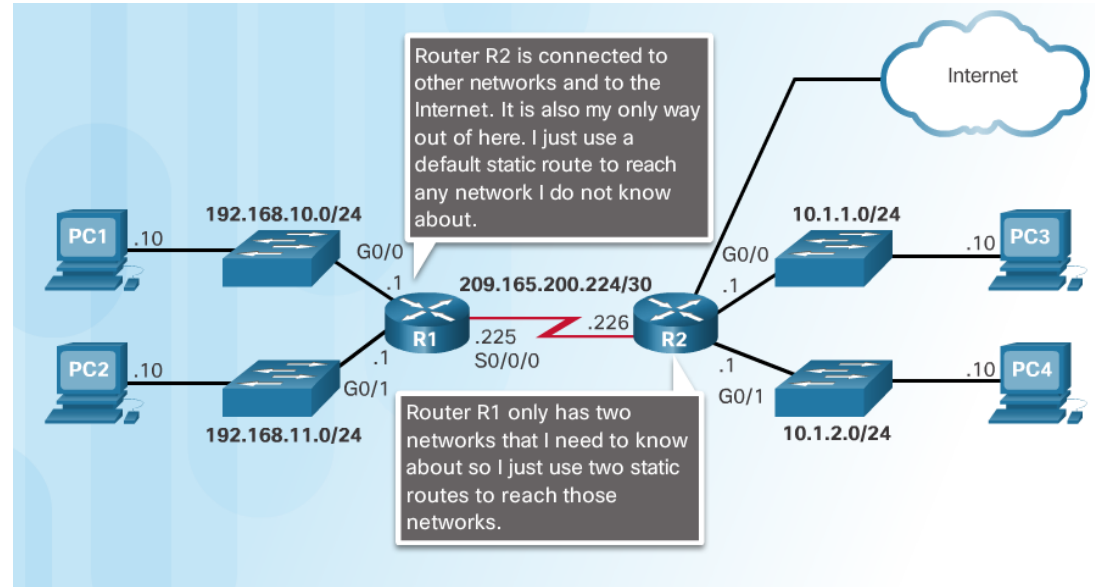 Router R2 is connected to
other networks and to the
Internet. It is also my only way
out of here. I just use a
default static route to reach
any network I do not know
about.
Internet
192.168.10.0/24
10.1.1.0/24
PC1
.10
G0/0
.1
209.165.200.224/30
G0/0
.1
.10
PC3
R1
.225
S0/0/0
.226
R2
PC2
.10
.1
G0/1
192.168.11.0/24
.1
G0/1
.10
PC4
10.1.2.0/24
Router R1 only has two
networks that I need to know
about so I just use two static
routes to reach those
networks.